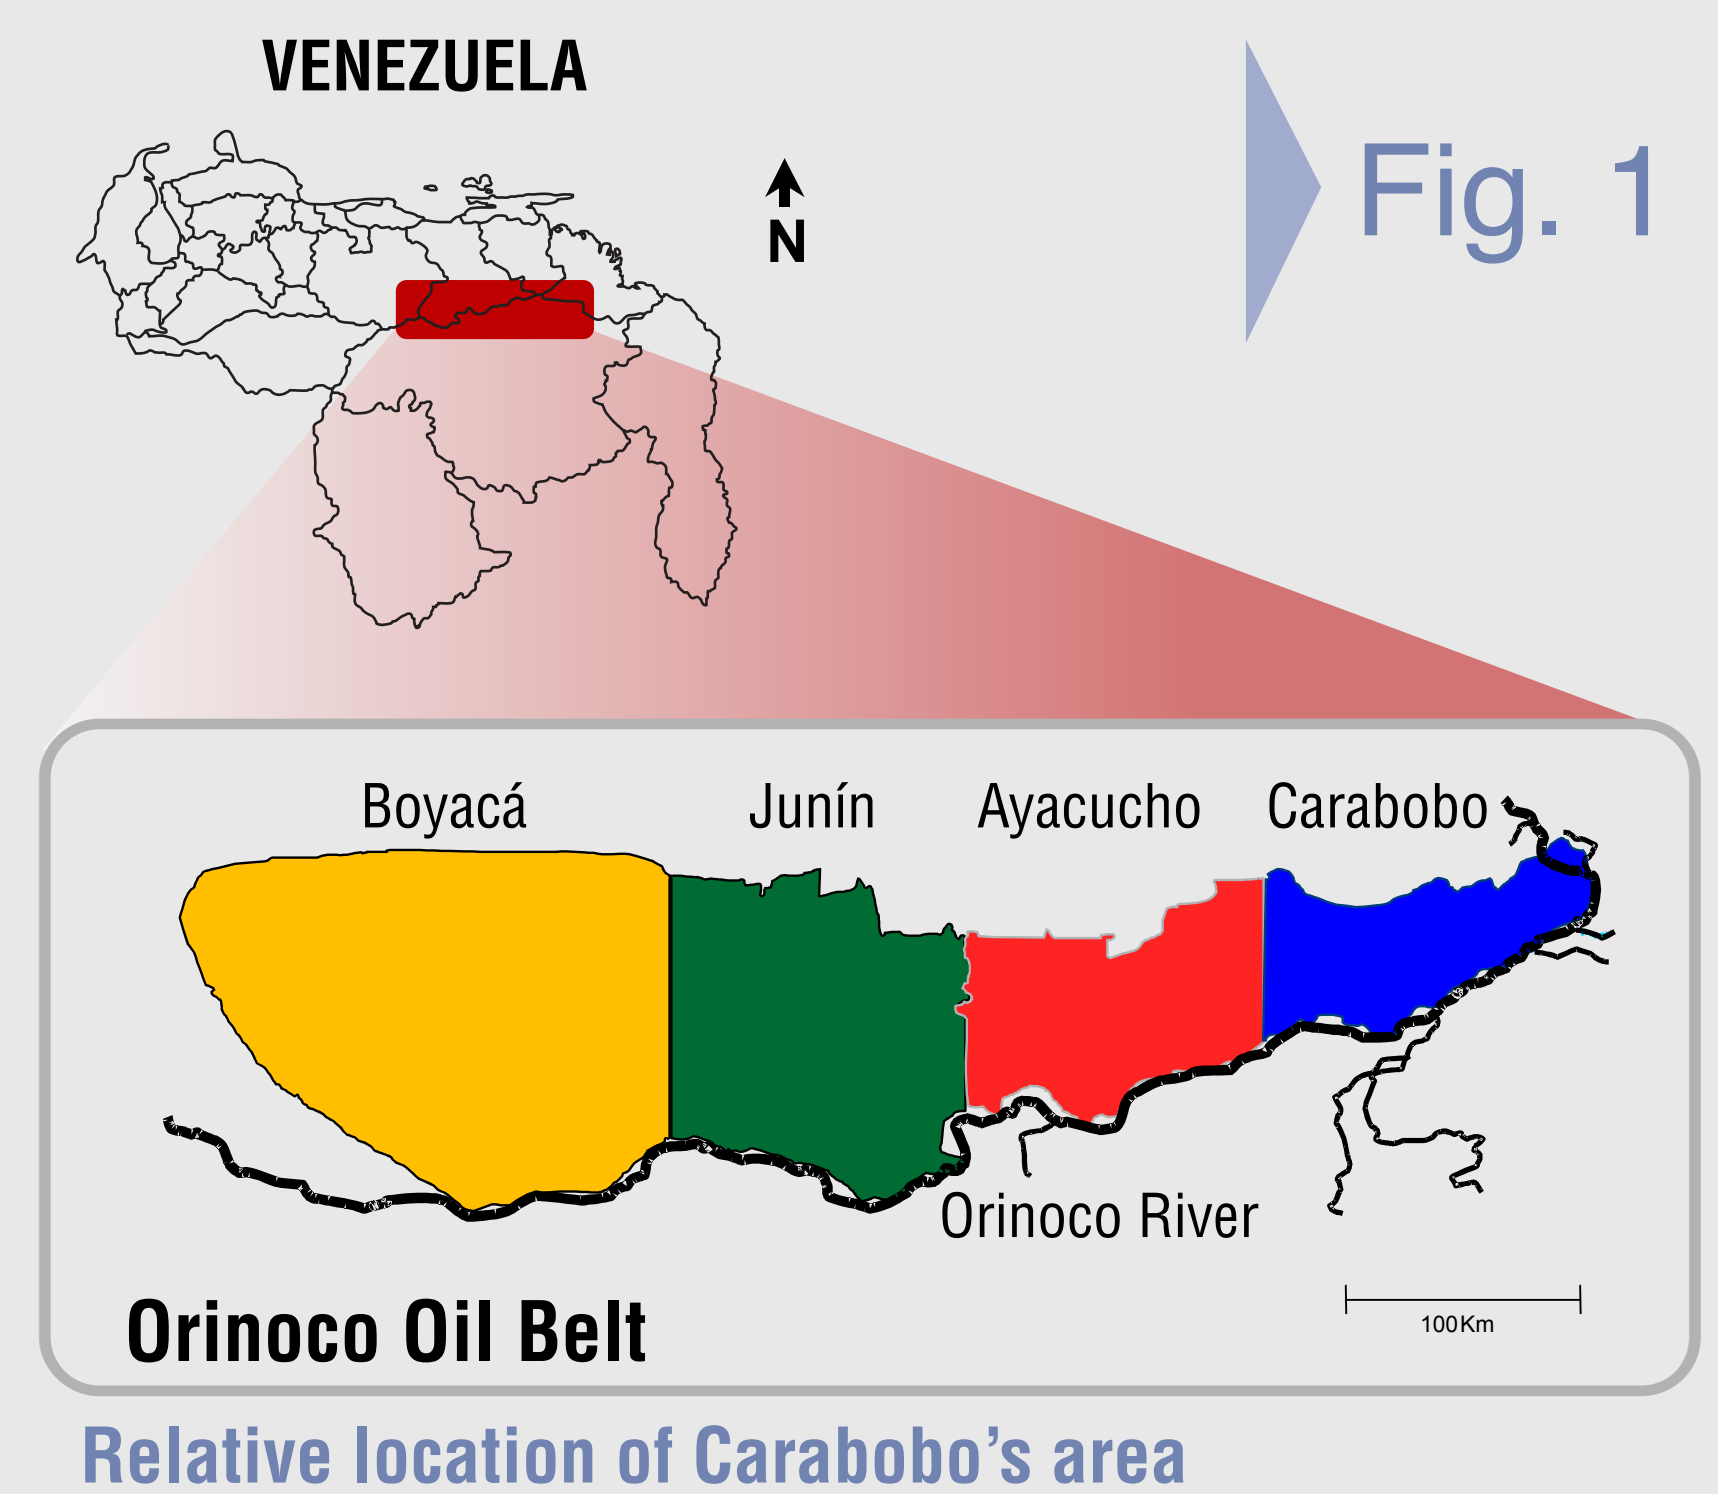 VENEZUELA
Fig. 1
N
Boyacá
Junín
Ayacucho
Carabobo
Orinoco River
Orinoco Oil Belt
100Km
Relative location of Carabobo's area